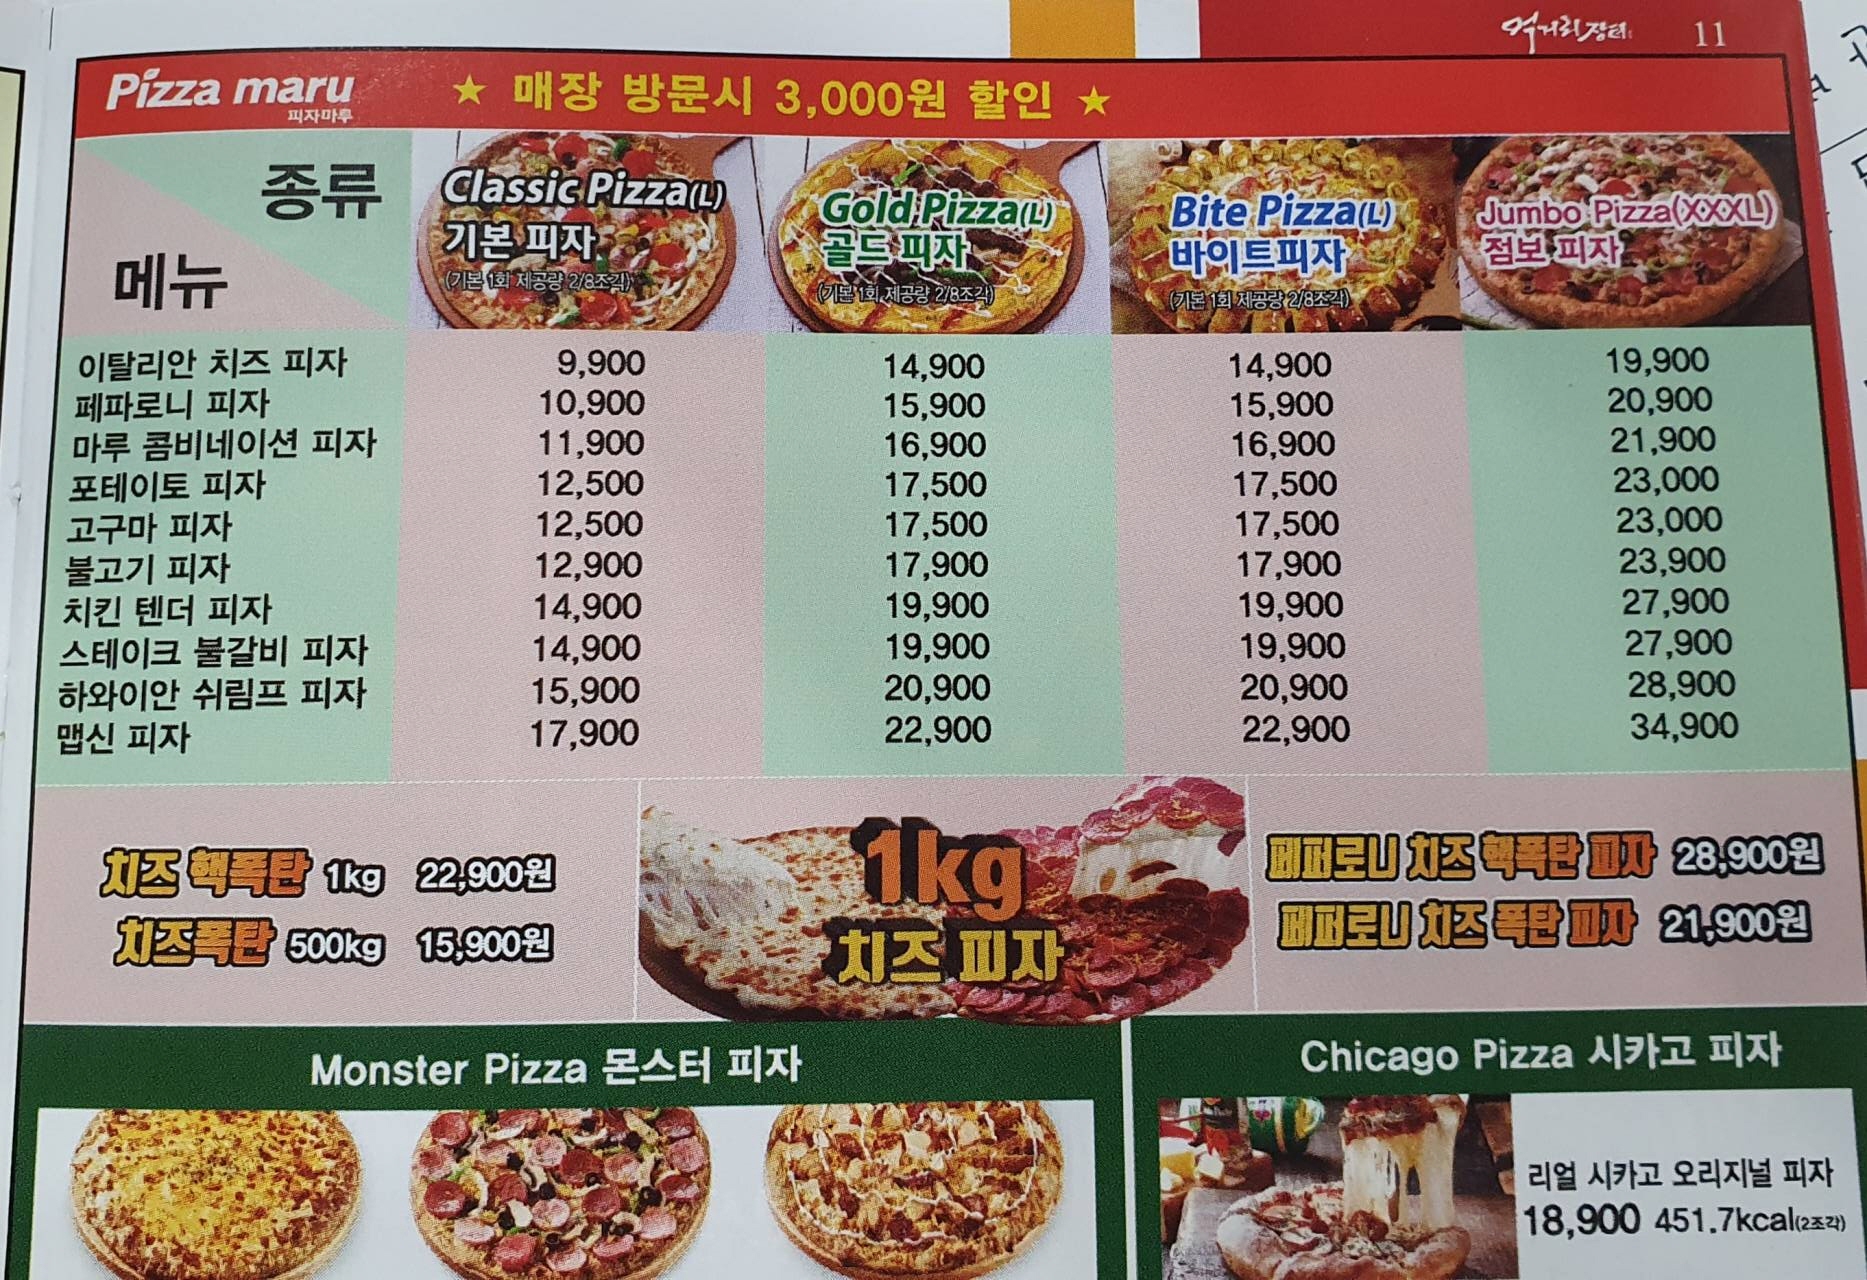 먹거리장터 11
Pizza maru
피자마루
★ 매장 방문시 3,000원 할인 ★
종류
메뉴
Classic Pizza(L)
기본 피자
(기본 1회 제공량 2/8조각)
Gold Pizza(L)
골드 피자
(기본 1회 제공량 2/8조각)
Bite Pizza(L)
바이트피자
(기본 1회 제공량 2/8조각)
Jumbo Pizza(XXXL)
점보 피자
이탈리안 치즈 피자 9,900 14,900 14,900 19,900
페파로니 피자 10,900 15,900 15,900 20,900
마루 콤비네이션 피자 11,900 16,900 16,900 21,900
포테이토 피자 12,500 17,500 17,500 23,000
고구마 피자 12,500 17,500 17,500 23,000
불고기 피자 12,900 17,900 17,900 23,900
치킨 텐더 피자 14,900 19,900 19,900 27,900
스테이크 불갈비 피자 14,900 19,900 19,900 27,900
하와이안 쉬림프 피자 15,900 20,900 20,900 28,900
맵신 피자 17,900 22,900 22,900 34,900
치즈 핵폭탄 1kg 22,900원
치즈폭탄 500kg 15,900원
1kg
치즈 피자
페퍼로니 치즈 핵폭탄 피자 28,900원
페퍼로니 치즈 폭탄 피자 21,900원
Monster Pizza 몬스터 피자
Chicago Pizza 시카고 피자
리얼 시카고 오리지널 피자
18,900 451.7kcal(2조각)